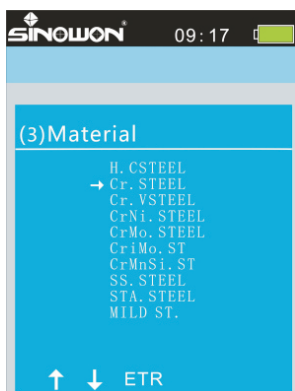 SINOWON 09:17
(3)Material
H.CSTEEL
→ Cr.STEEL
Cr.VSTEEL
CrNi.STEEL
CrMo.STEEL
CriMo.ST
CrMnSi.ST
SS.STEEL
STA.STEEL
MILD ST.
↑ ↓ ETR